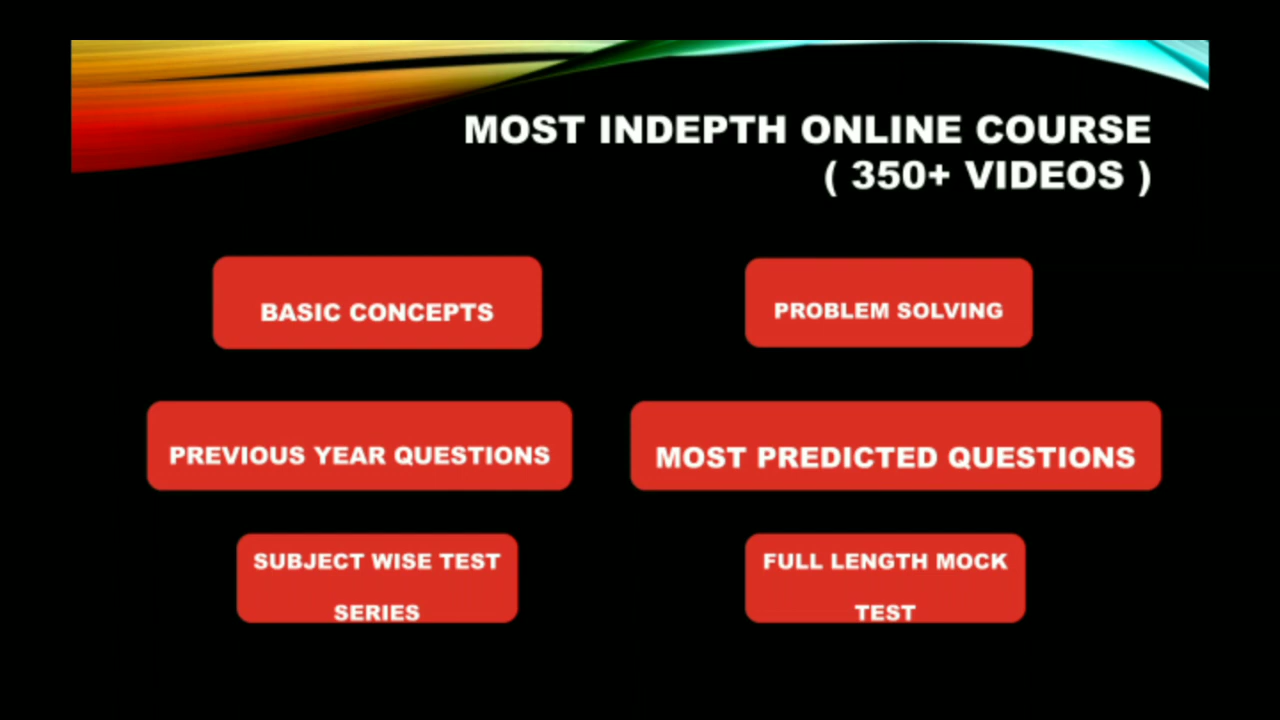 MOST INDEPTH ONLINE COURSE
( 350+ VIDEOS )
BASIC CONCEPTS
PROBLEM SOLVING
PREVIOUS YEAR QUESTIONS
MOST PREDICTED QUESTIONS
SUBJECT WISE TEST
SERIES
FULL LENGTH MOCK
TEST